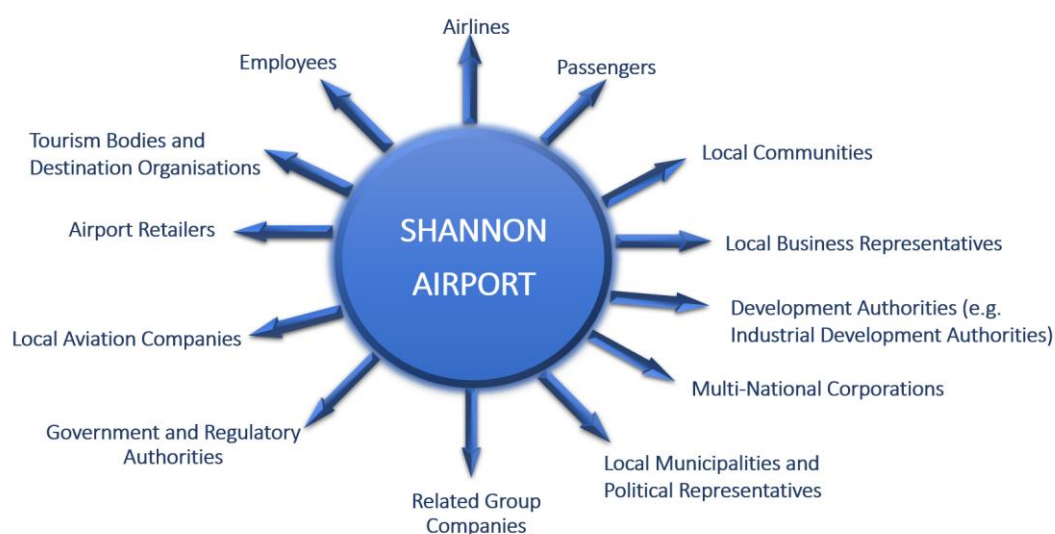 Airlines
Employees
Passengers
Tourism Bodies and
Destination Organisations
Local Communities
Airport Retailers
SHANNON
AIRPORT
Local Business Representatives
Development Authorities (e.g.
Industrial Development Authorities)
Local Aviation Companies
Multi-National Corporations
Government and Regulatory
Authorities
Local Municipalities and
Political Representatives
Related Group
Companies